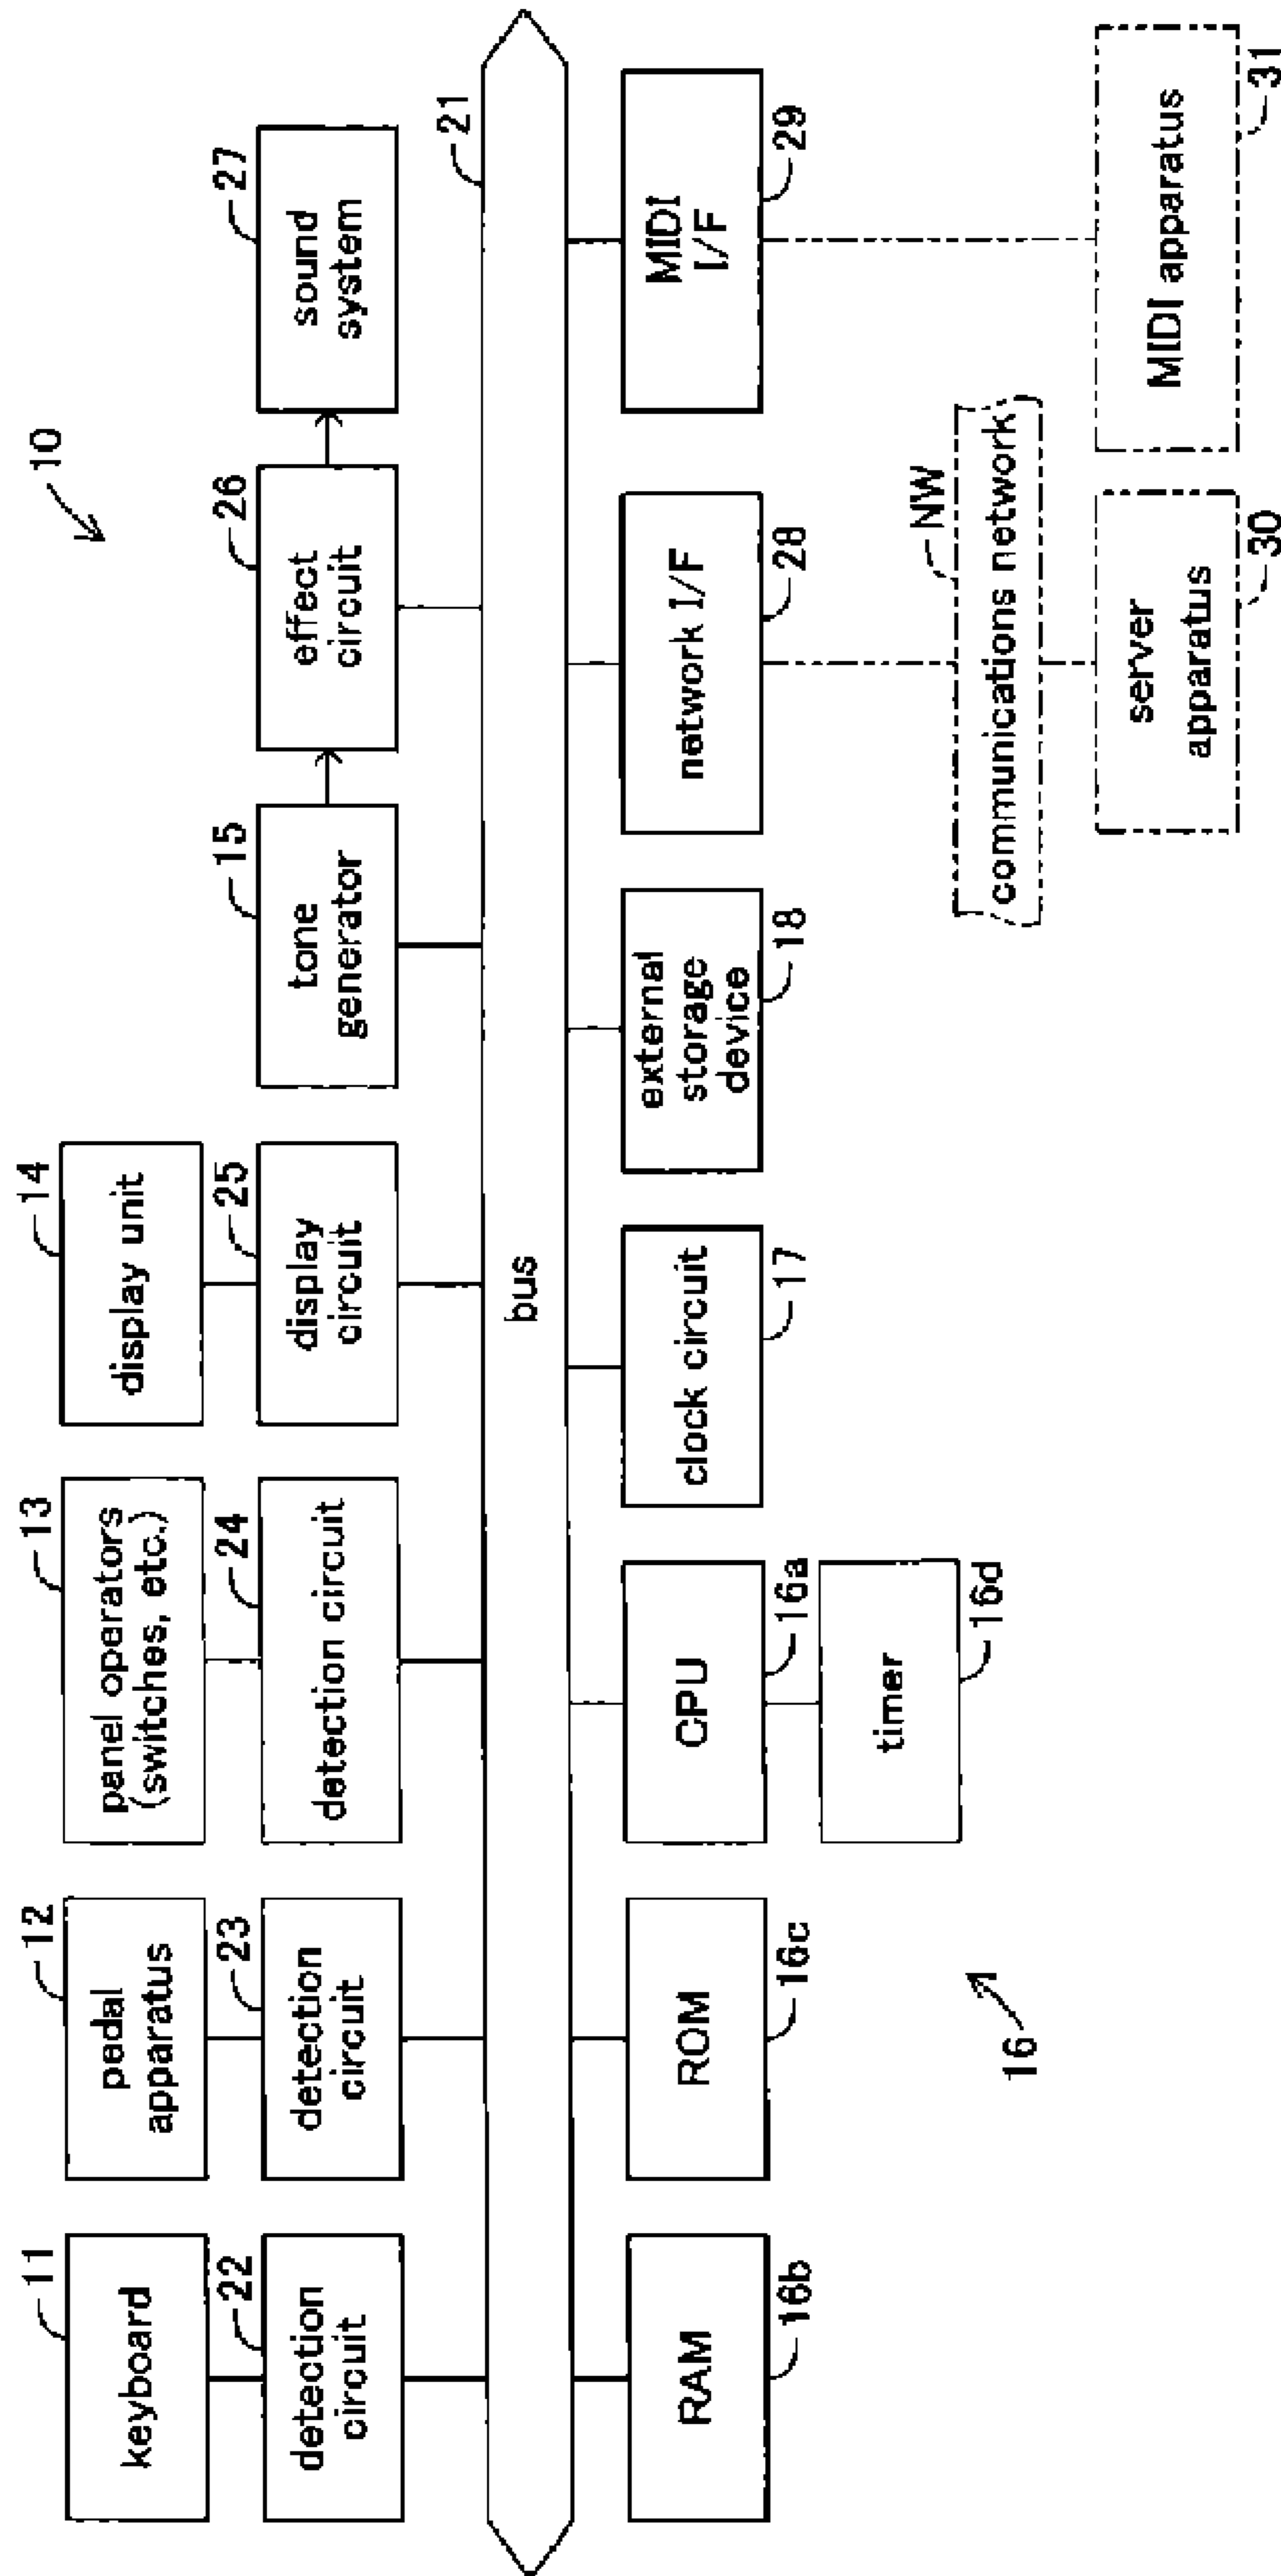 10
11
keyboard
12
pedal
apparatus
13
panel operators
(switches, etc.)
14
display unit
22
detection
circuit
23
detection
circuit
24
detection circuit
25
display
circuit
15
tone
generator
26
effect
circuit
27
sound
system
21
bus
RAM
16b
ROM
16c
CPU
16a
timer
16d
16
clock circuit
17
external
storage
device
18
network I/F
28
MIDI
I/F
29
NW
communications network
server
apparatus
30
MIDI apparatus
31